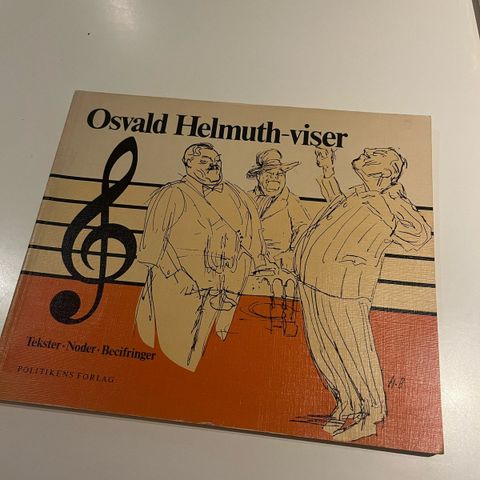 Osvald Helmuth-viser
Tekster · Noder · Becifringer
POLITIKENS FORLAG